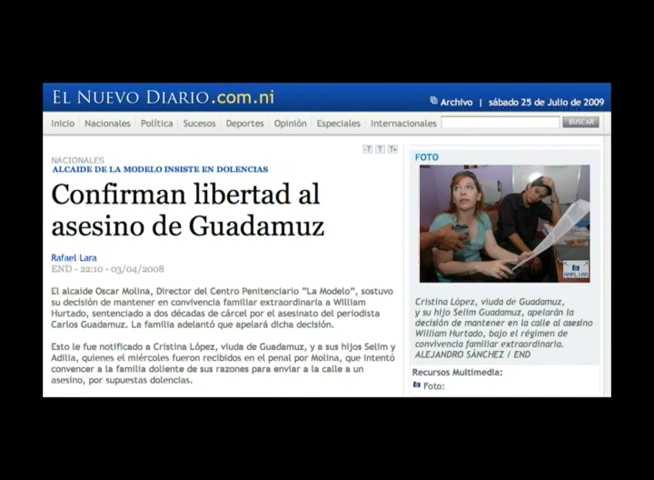 EL NUEVO DIARIO.com.ni
Archivo | sábado 25 de Julio de 2009
Inicio Nacionales Política Sucesos Deportes Opinión Especiales Internacionales BUSCAR
NACIONALES
ALCAIDE DE LA MODELO INSISTE EN DOLENCIAS
Confirman libertad al
asesino de Guadamuz
Rafael Lara
END - 22:10 - 03/04/2008
El alcaide Oscar Molina, Director del Centro Penitenciario "La Modelo", sostuvo
su decisión de mantener en convivencia familiar extraordinaria a William
Hurtado, sentenciado a dos décadas de cárcel por el asesinato del periodista
Carlos Guadamuz. La familia adelantó que apelará dicha decisión.
Esto le fue notificado a Cristina López, viuda de Guadamuz, y a sus hijos Selim y
Adilia, quienes el miércoles fueron recibidos en el penal por Molina, que intentó
convencer a la familia doliente de sus razones para enviar a la calle a un
asesino, por supuestas dolencias.
FOTO
AMPLIAR
Cristina López, viuda de Guadamuz,
y su hijo Selim Guadamuz, apelarán la
decisión de mantener en la calle al asesino
William Hurtado, bajo el régimen de
convivencia familiar extraordinaria.
ALEJANDRO SÁNCHEZ / END
Recursos Multimedia:
Foto: